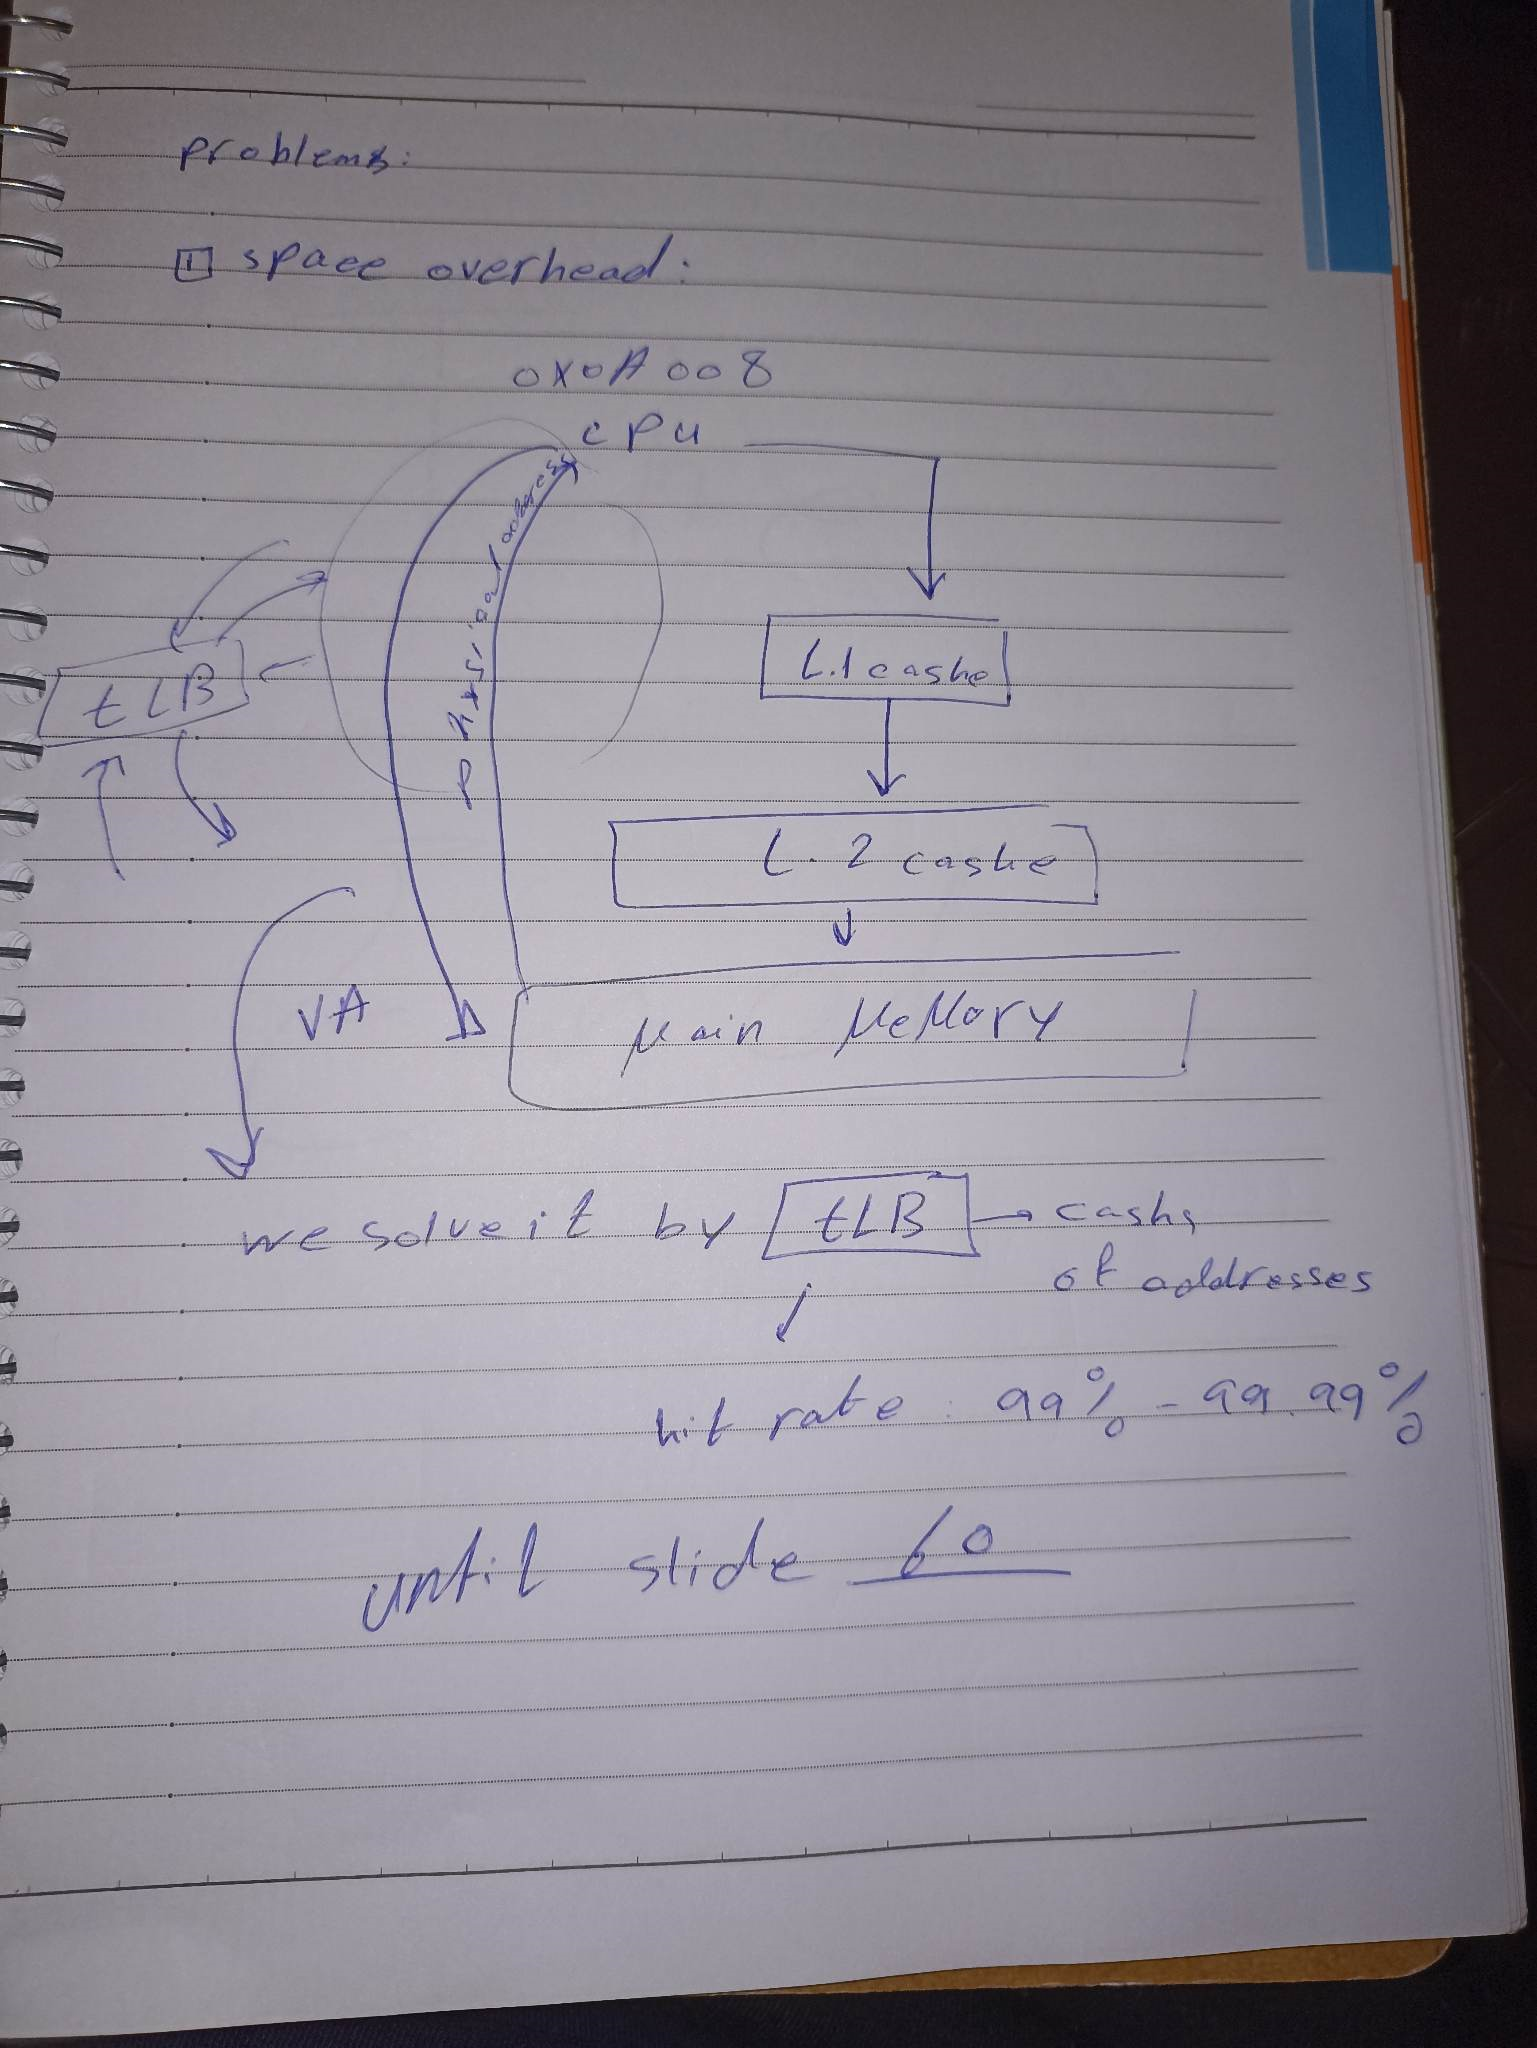 problems:
1 space overhead:
0x0A008
CPU
physical address
tLB
L.1 cashe
L.2 cashe
VA
Main Memory
we solve it by tLB → cashe
of addresses
hit rate: 99% - 99.99%
until slide 60